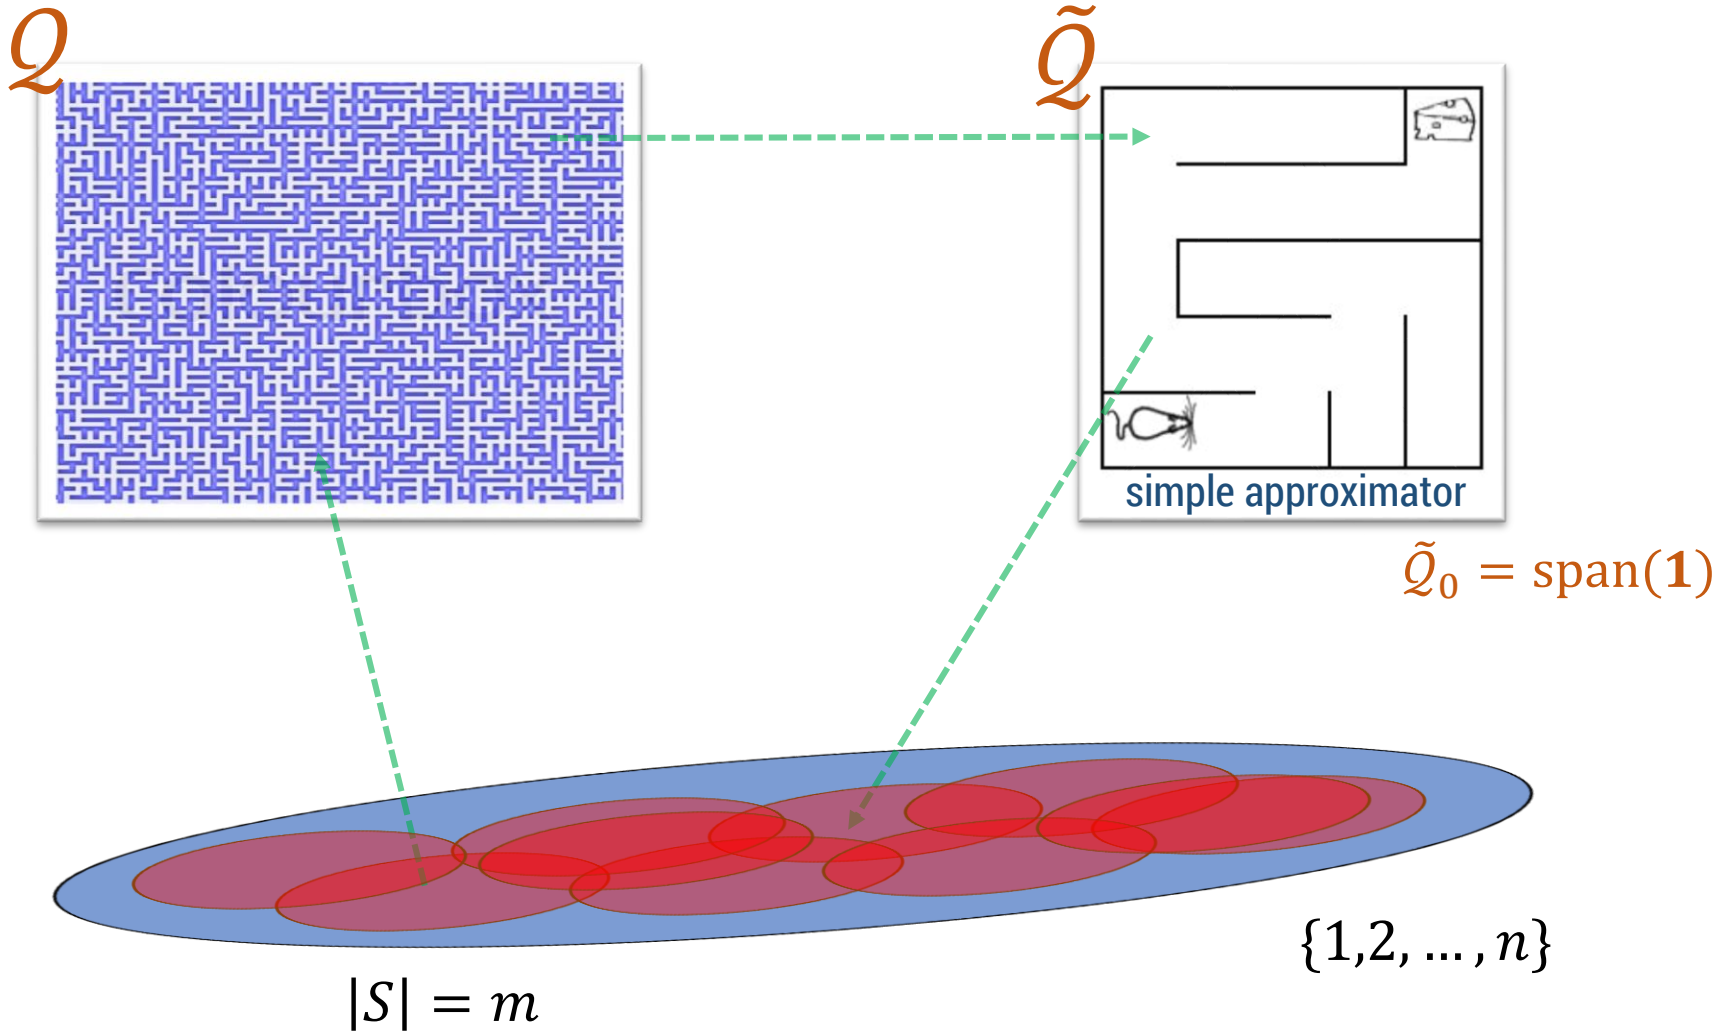 𝒬
𝒬̃
simple approximator
𝒬̃₀ = span(𝟏)
{1,2, … , n}
|S| = m